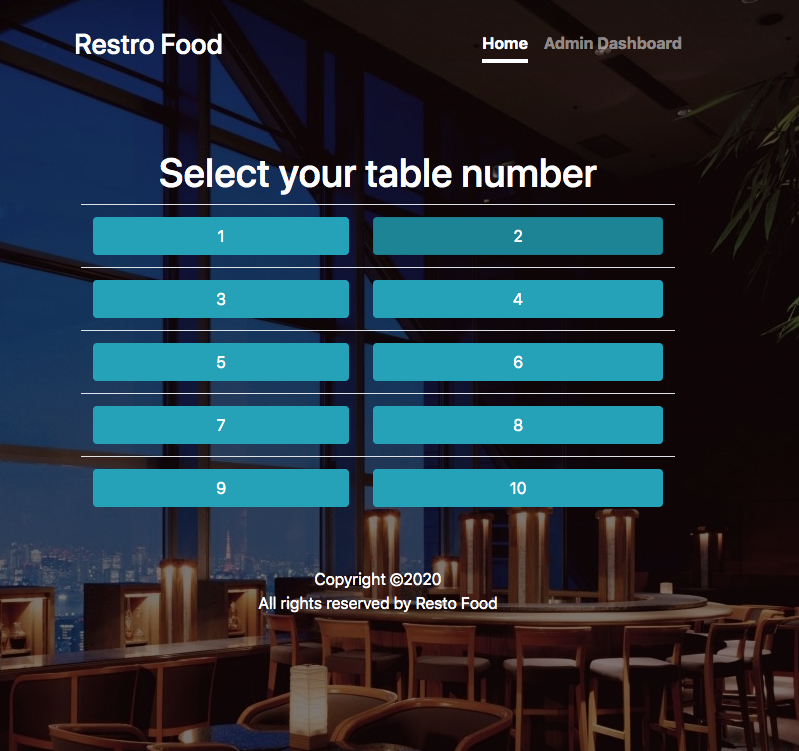 Restro Food
Home Admin Dashboard
Select your table number
1 2
3 4
5 6
7 8
9 10
Copyright ©2020
All rights reserved by Resto Food